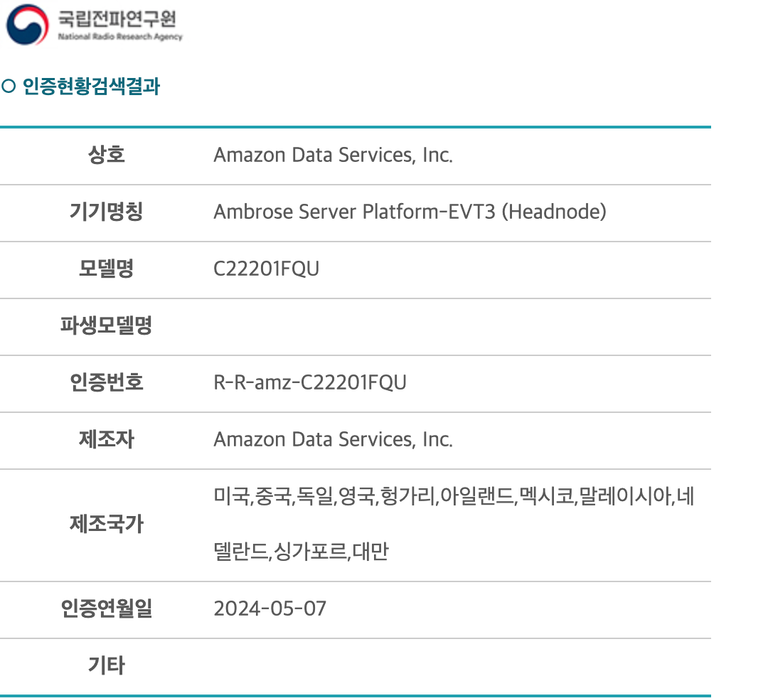 국립전파연구원
National Radio Research Agency
인증현황검색결과
상호 Amazon Data Services, Inc.
기기명칭 Ambrose Server Platform-EVT3 (Headnode)
모델명 C22201FQU
파생모델명
인증번호 R-R-amz-C22201FQU
제조자 Amazon Data Services, Inc.
제조국가 미국,중국,독일,영국,헝가리,아일랜드,멕시코,말레이시아,네
델란드,싱가포르,대만
인증연월일 2024-05-07
기타